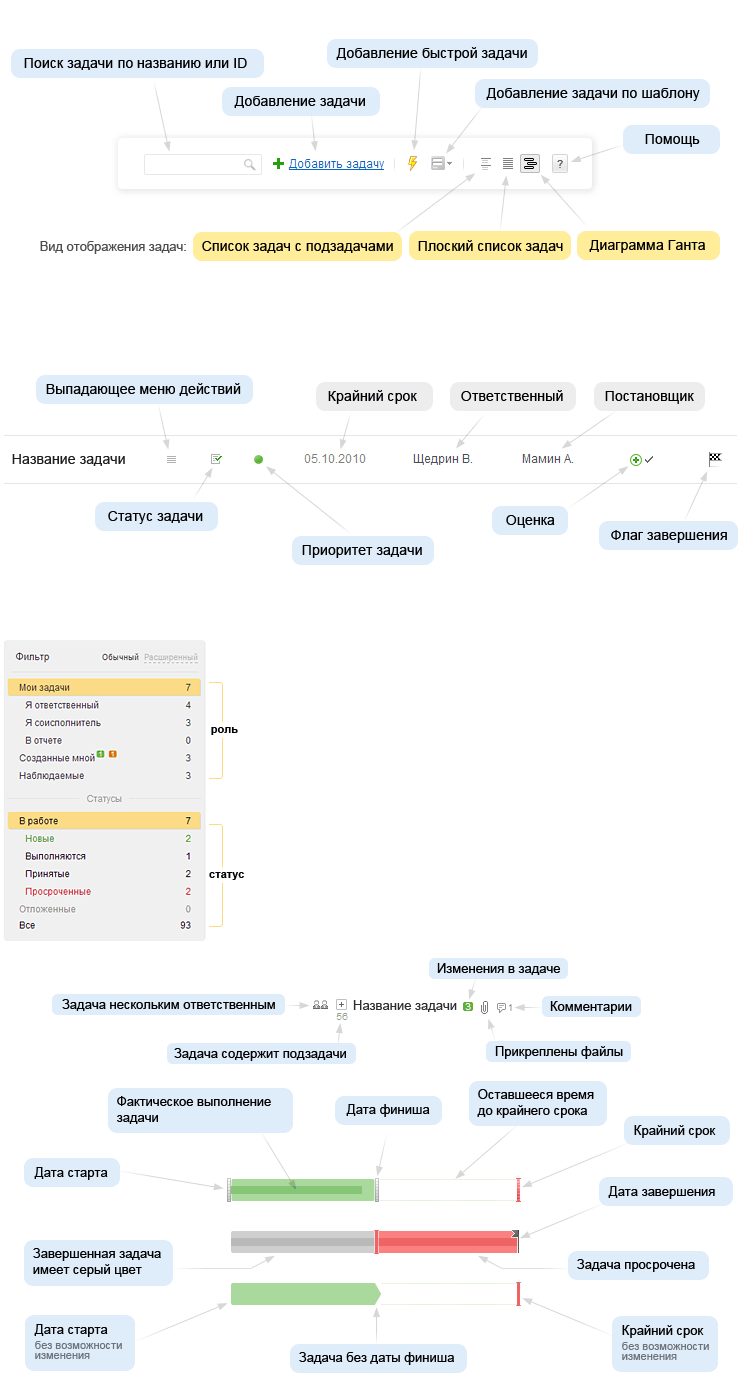 Поиск задачи по названию или ID
Добавление быстрой задачи
Добавление задачи
Добавление задачи по шаблону
Помощь
Добавить задачу
?
Вид отображения задач:
Список задач с подзадачами
Плоский список задач
Диаграмма Ганта
Выпадающее меню действий
Крайний срок
Ответственный
Постановщик
Название задачи
05.10.2010
Щедрин В.
Мамин А.
Статус задачи
Приоритет задачи
Оценка
Флаг завершения
Фильтр Обычный Расширенный
Мои задачи 7
Я ответственный 4
Я соисполнитель 3
В отчете 0
Созданные мной 1 1 3
Наблюдаемые 3
роль
Статусы
В работе 7
Новые 2
Выполняются 1
Принятые 2
Просроченные 2
Отложенные 0
Все 93
статус
Изменения в задаче
Задача нескольким ответственным
Название задачи 3 1
56
Комментарии
Задача содержит подзадачи
Прикреплены файлы
Фактическое выполнение
задачи
Дата финиша
Оставшееся время
до крайнего срока
Крайний срок
Дата старта
Дата завершения
Завершенная задача
имеет серый цвет
Задача просрочена
Дата старта
без возможности
изменения
Задача без даты финиша
Крайний срок
без возможности
изменения